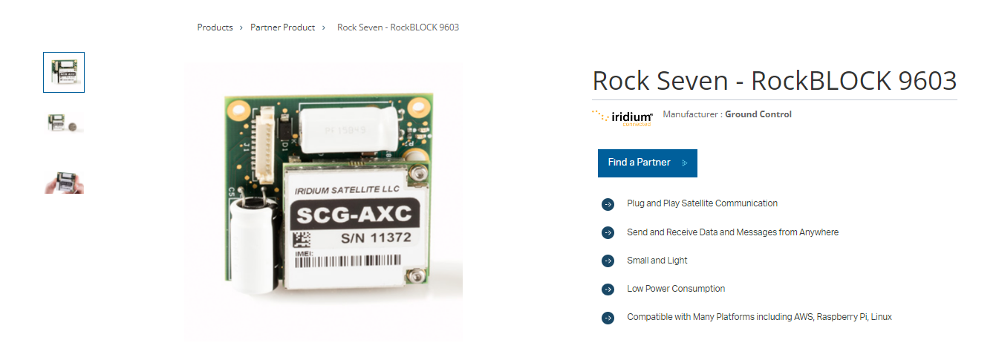 Products › Partner Product › Rock Seven - RockBLOCK 9603
Rock Seven - RockBLOCK 9603
iridium®
connected
Manufacturer : Ground Control
Find a Partner
Plug and Play Satellite Communication
Send and Receive Data and Messages from Anywhere
Small and Light
Low Power Consumption
Compatible with Many Platforms including AWS, Raspberry Pi, Linux
J1
D1
C5
IRIDIUM SATELLITE LLC
SCG-AXC
S/N 11372
IMEI: